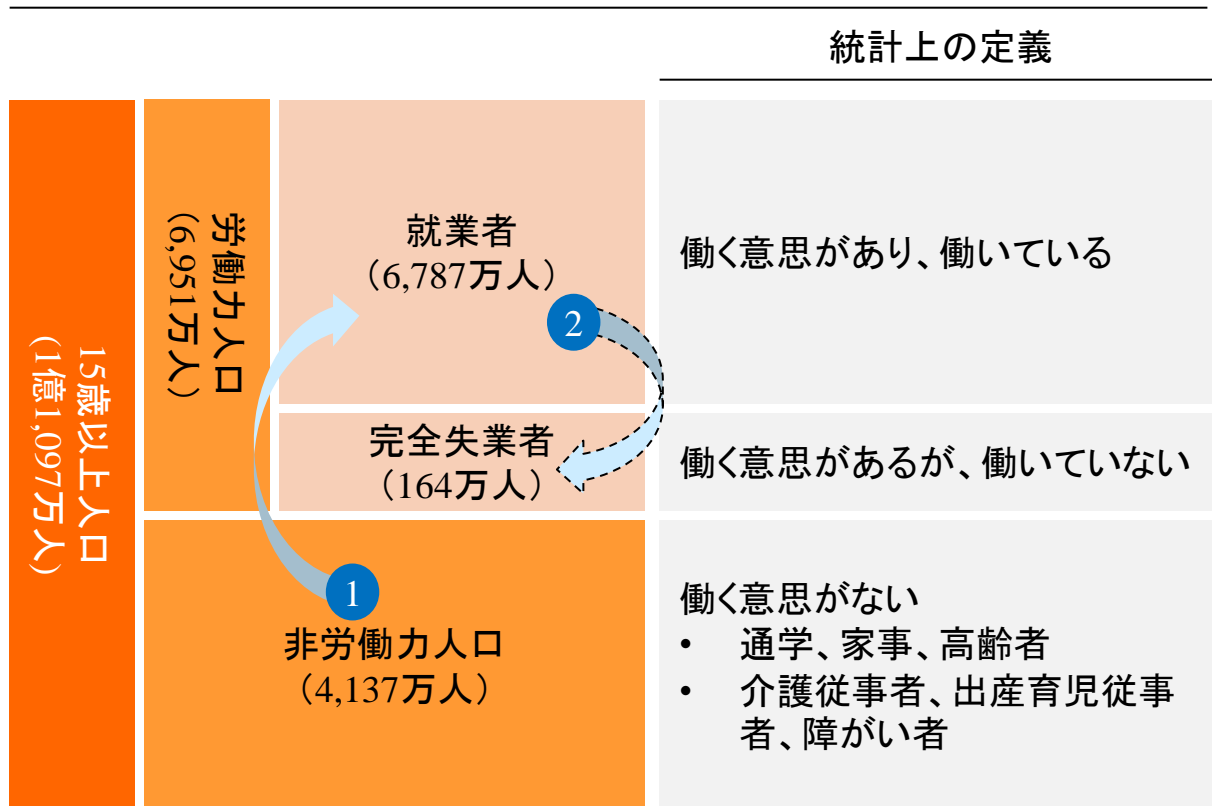 統計上の定義
15歳以上人口
(1億1,097万人)
労働力人口
(6,951万人)
就業者
(6,787万人)
2
働く意思があり、働いている
完全失業者
(164万人)
働く意思があるが、働いていない
1
非労働力人口
(4,137万人)
働く意思がない
• 通学、家事、高齢者
• 介護従事者、出産育児従事
者、障がい者